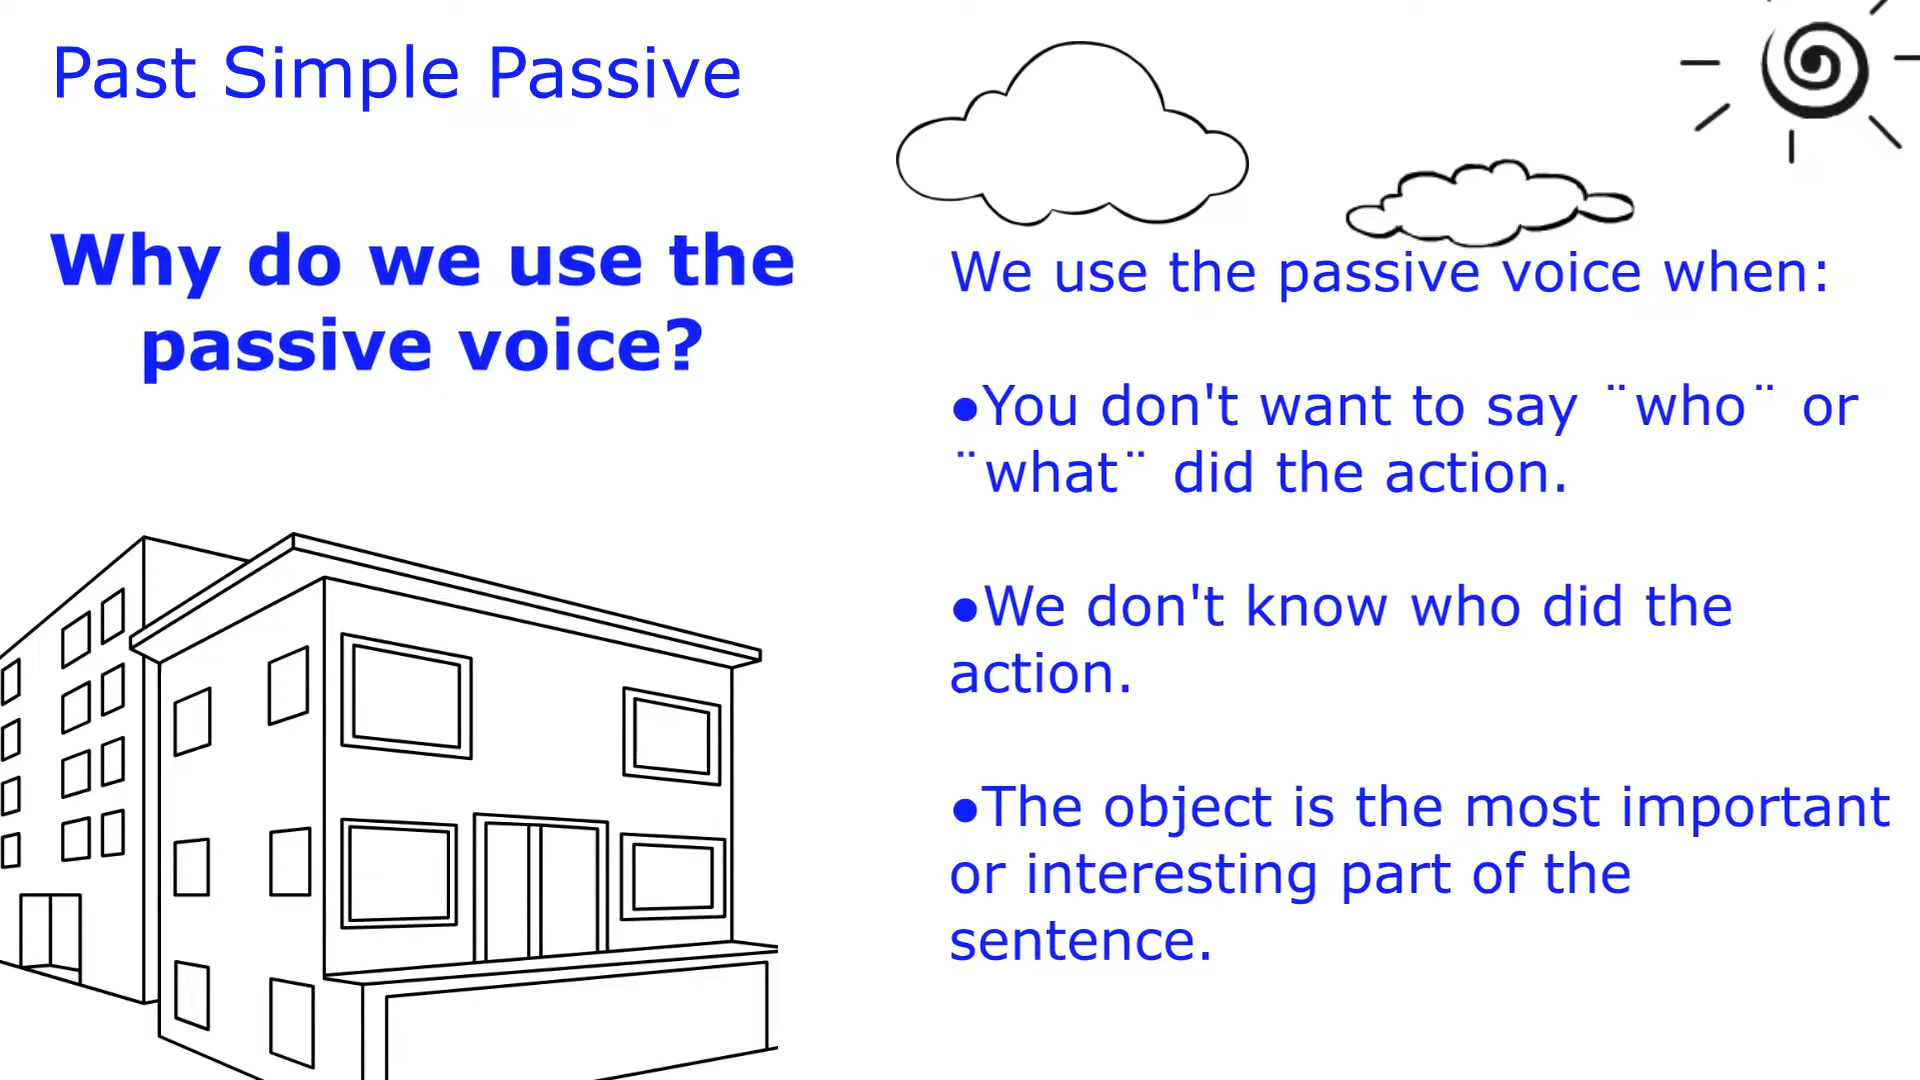 Past Simple Passive
Why do we use the
passive voice?
We use the passive voice when:
●You don't want to say ¨who¨ or
¨what¨ did the action.
●We don't know who did the
action.
●The object is the most important
or interesting part of the
sentence.